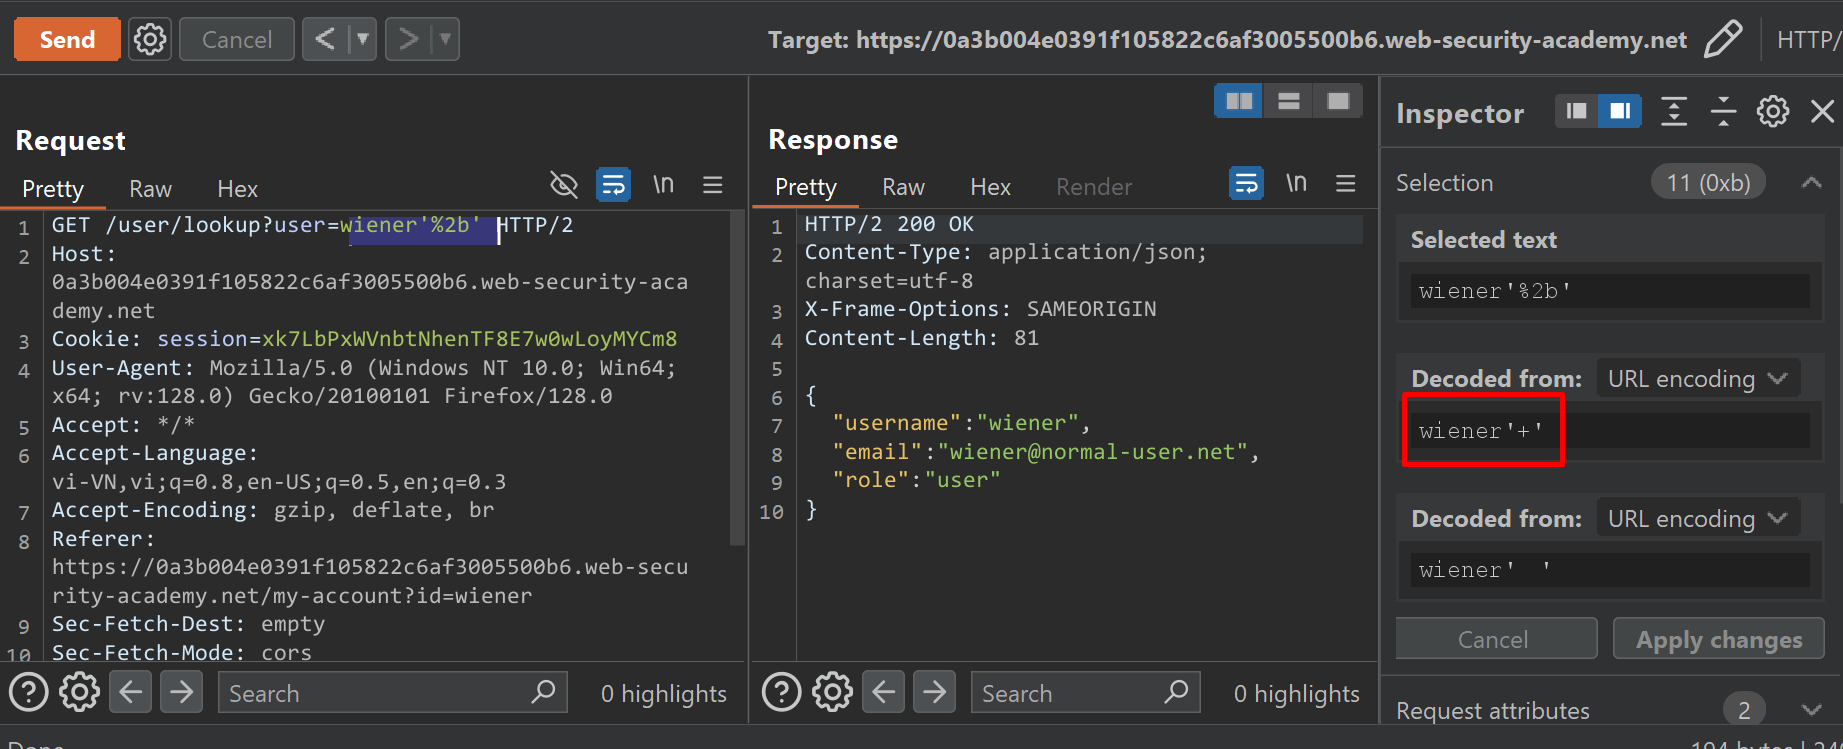 Send
Cancel
Target: https://0a3b004e0391f105822c6af3005500b6.web-security-academy.net
HTTP/
Request
Pretty
Raw
Hex
\n
1 GET /user/lookup?user=wiener'%2b' HTTP/2
2 Host:
0a3b004e0391f105822c6af3005500b6.web-security-aca
demy.net
3 Cookie: session=xk7LbPxWVnbtNhenTF8E7w0wLoyMYCm8
4 User-Agent: Mozilla/5.0 (Windows NT 10.0; Win64;
x64; rv:128.0) Gecko/20100101 Firefox/128.0
5 Accept: */*
6 Accept-Language:
vi-VN,vi;q=0.8,en-US;q=0.5,en;q=0.3
7 Accept-Encoding: gzip, deflate, br
8 Referer:
https://0a3b004e0391f105822c6af3005500b6.web-secu
rity-academy.net/my-account?id=wiener
9 Sec-Fetch-Dest: empty
10 Sec-Fetch-Mode: cors
Search
0 highlights
Response
Pretty
Raw
Hex
Render
\n
1 HTTP/2 200 OK
2 Content-Type: application/json;
charset=utf-8
3 X-Frame-Options: SAMEORIGIN
4 Content-Length: 81
5
6 {
7 "username":"wiener",
8 "email":"wiener@normal-user.net",
9 "role":"user"
10 }
Search
0 highlights
Inspector
Selection
11 (0xb)
Selected text
wiener'%2b'
Decoded from: URL encoding
wiener'+'
Decoded from: URL encoding
wiener' '
Cancel
Apply changes
Request attributes
2